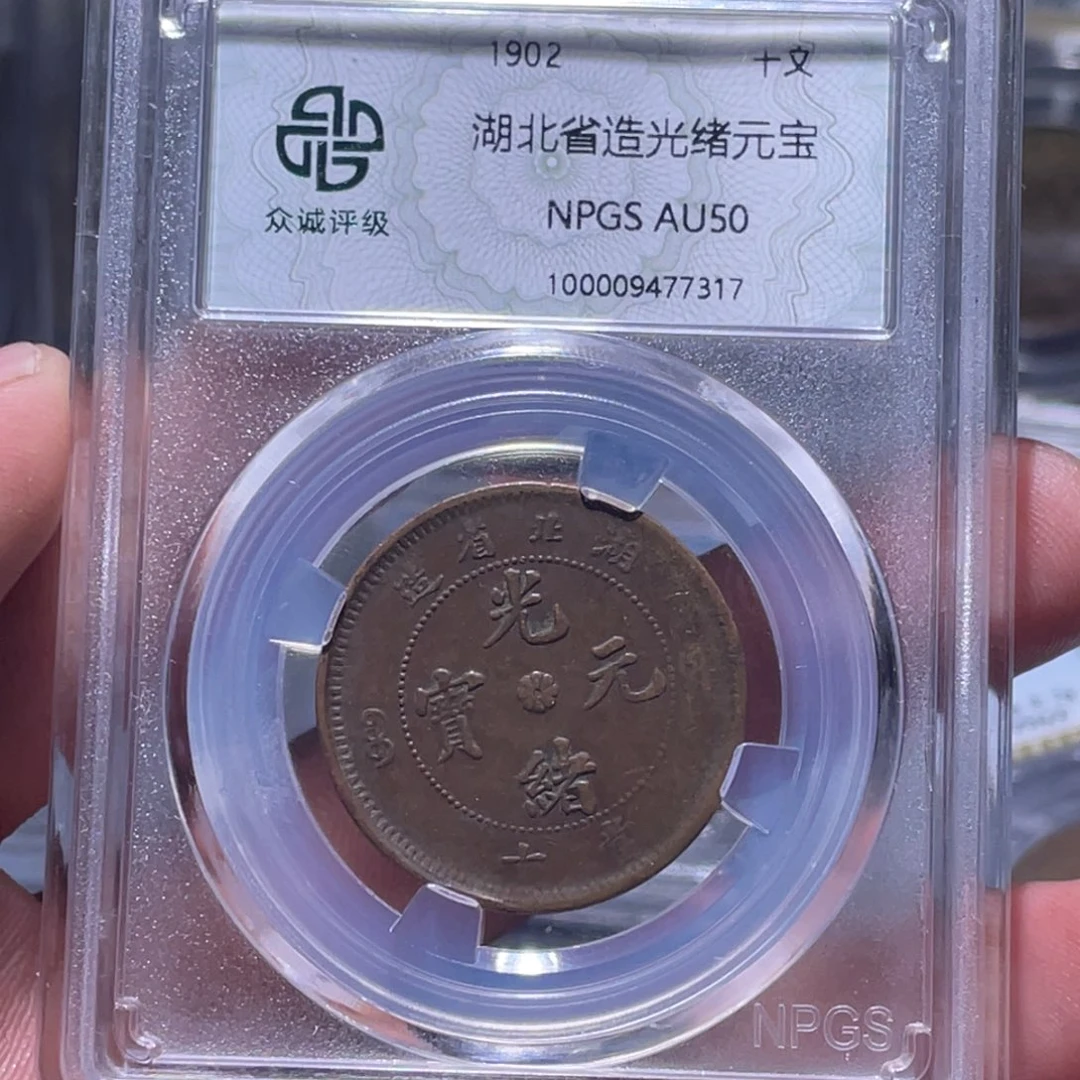 1902 十文
湖北省造光绪元宝
众诚评级
NPGS AU50
100009477317
造省北湖
光
元
寶
緒
十
NPGS